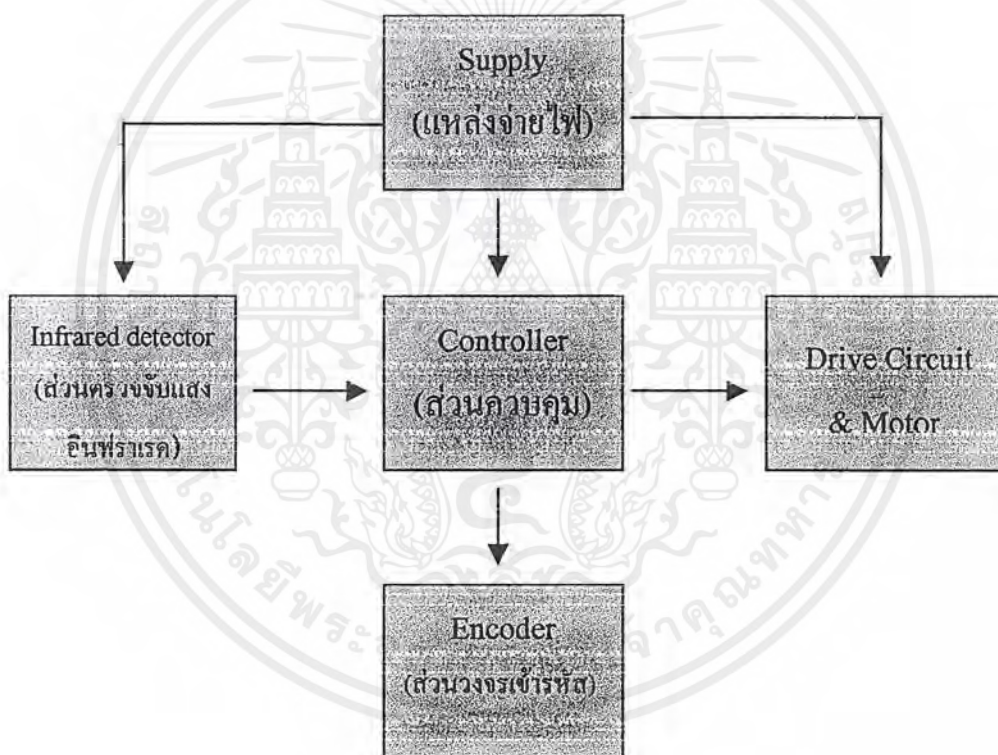 Supply
(แหล่งจ่ายไฟ)
Infrared detector
(ส่วนตรวจจับแสง
อินฟราเรด)
Controller
(ส่วนควบคุม)
Drive Circuit
& Motor
Encoder
(ส่วนวงจรเข้ารหัส)